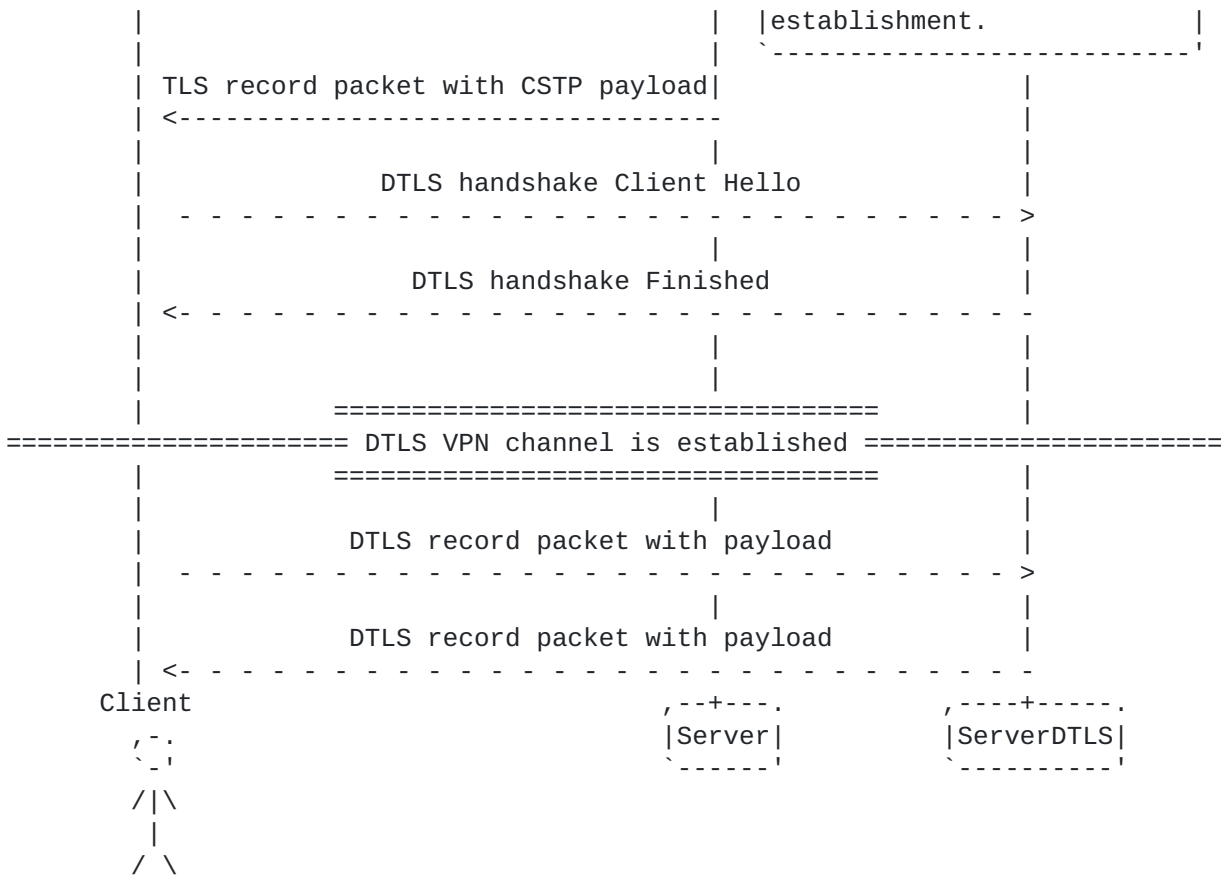 establishment.
TLS record packet with CSTP payload
DTLS handshake Client Hello
DTLS handshake Finished
DTLS VPN channel is established
DTLS record packet with payload
DTLS record packet with payload
Client
Server ServerDTLS